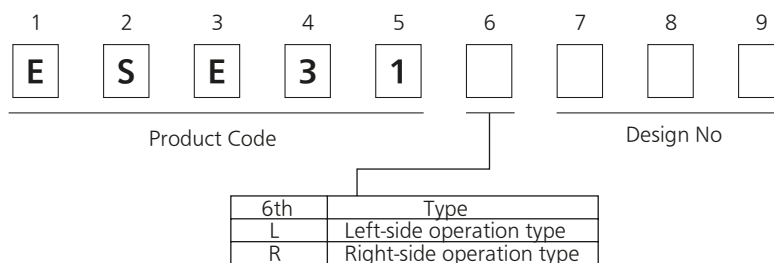 1 2 3 4 5 6 7 8 9
E S E 3 1
Product Code Design No
6th Type
L Left-side operation type
R Right-side operation type